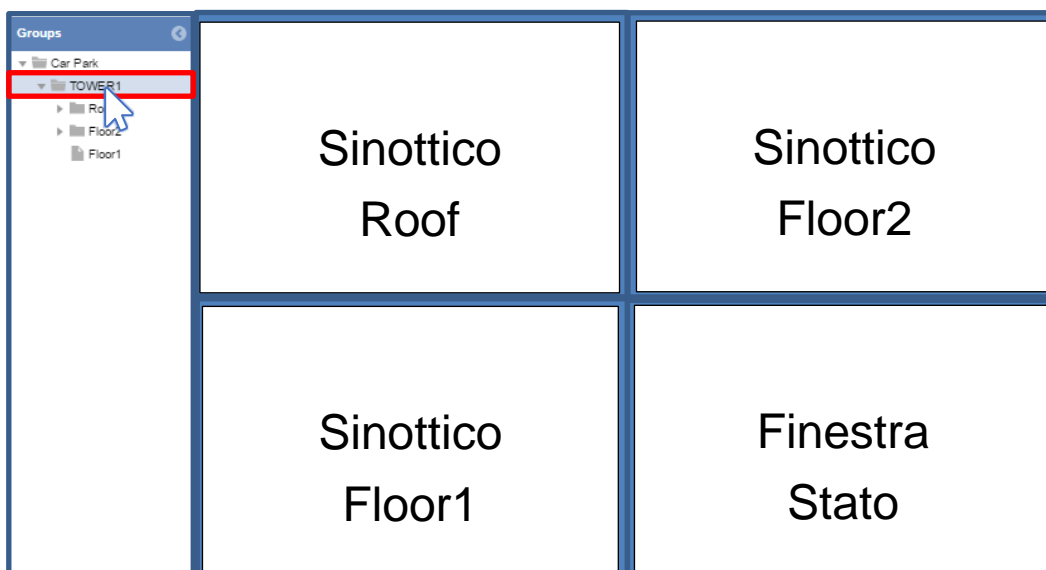 Groups
Car Park
TOWER1
Floor2
Floor1
Sinottico
Roof
Sinottico
Floor2
Sinottico
Floor1
Finestra
Stato